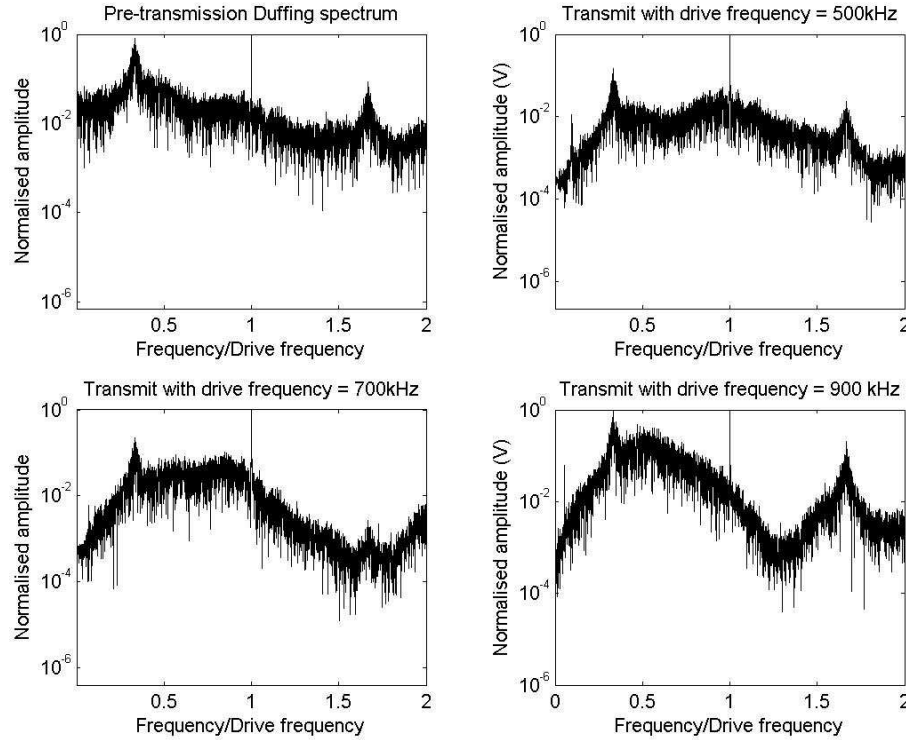 Pre-transmission Duffing spectrum
10^0
10^-2
10^-4
10^-6
Normalised amplitude
0.5 1 1.5 2
Frequency/Drive frequency
Transmit with drive frequency = 500kHz
10^0
10^-2
10^-4
10^-6
Normalised amplitude (V)
0.5 1 1.5 2
Frequency/Drive frequency
Transmit with drive frequency = 700kHz
10^0
10^-2
10^-4
10^-6
Normalised amplitude
0.5 1 1.5 2
Frequency/Drive frequency
Transmit with drive frequency = 900 kHz
10^0
10^-2
10^-4
10^-6
Normalised amplitude (V)
0 0.5 1 1.5 2
Frequency/Drive frequency